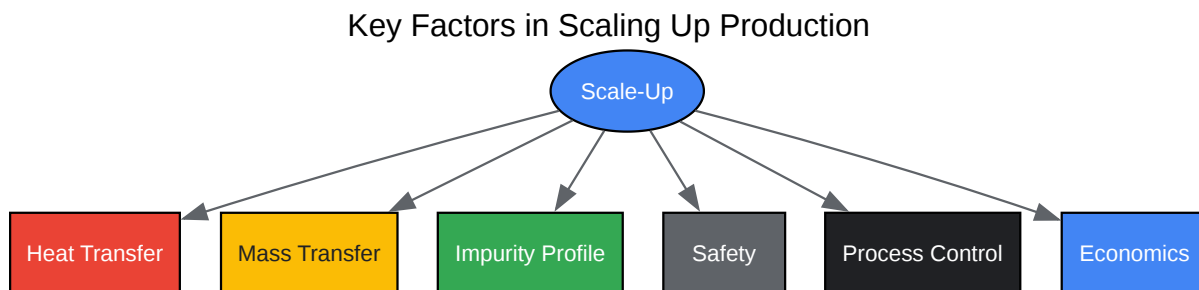 Key Factors in Scaling Up Production
Scale-Up
Heat Transfer
Mass Transfer
Impurity Profile
Safety
Process Control
Economics